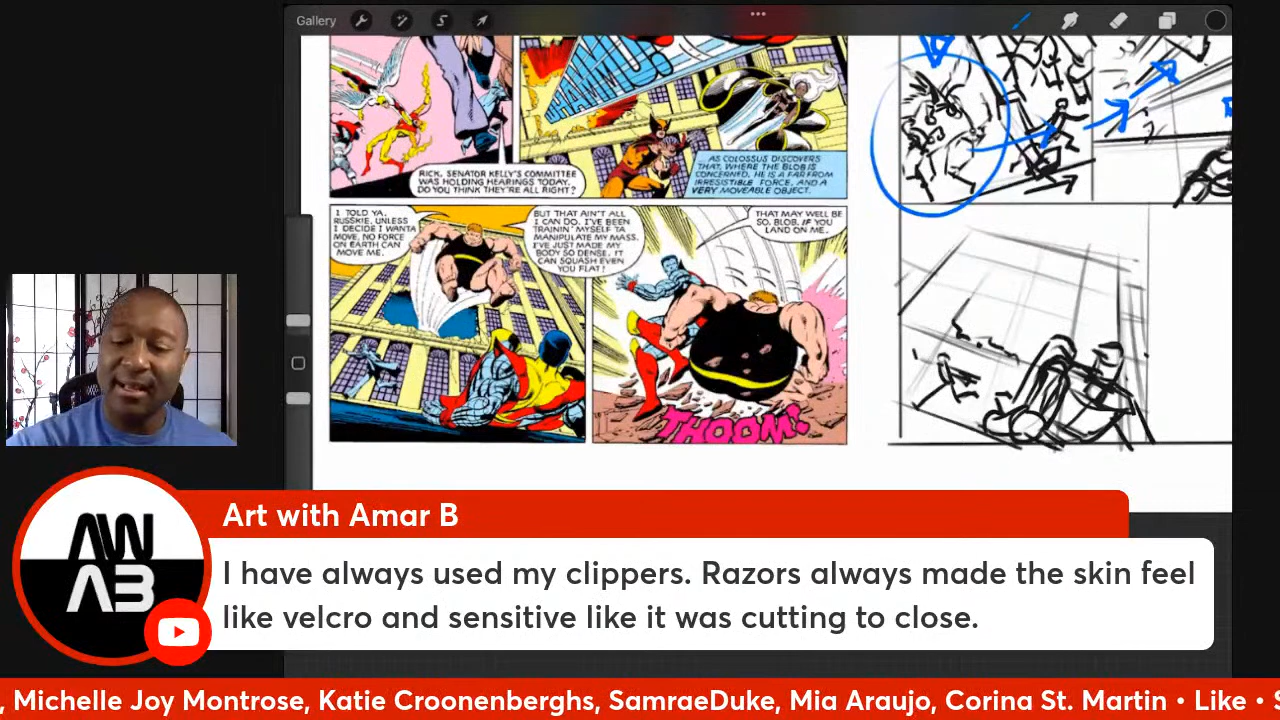 Gallery
RICK, SENATOR KELLY'S COMMITTEE
WAS HOLDING HEARINGS TODAY.
DO YOU THINK THEY'RE ALL RIGHT?
WHAMMO!
AS COLOSSUS DISCOVERS
THAT, WHERE THE BLOB IS
CONCERNED, HE IS A FAR FROM
IRRESISTIBLE FORCE, AND A
VERY MOVEABLE OBJECT.
I TOLD YA,
RUSSKIE, UNLESS
I DECIDE I WANTA
MOVE, NO FORCE
ON EARTH CAN
MOVE ME.
BUT THAT AIN'T ALL
I CAN DO. I'VE BEEN
TRAININ' MYSELF TA
MANIPULATE MY MASS.
I'VE JUST MADE MY
BODY SO DENSE, IT
CAN SQUASH EVEN
YOU FLAT!
THAT MAY WELL BE
SO, BLOB. IF YOU
LAND ON ME.
THOOM!
AW
AB
Art with Amar B
I have always used my clippers. Razors always made the skin feel
like velcro and sensitive like it was cutting to close.
, Michelle Joy Montrose, Katie Croonenberghs, SamraeDuke, Mia Araujo, Corina St. Martin • Like • S